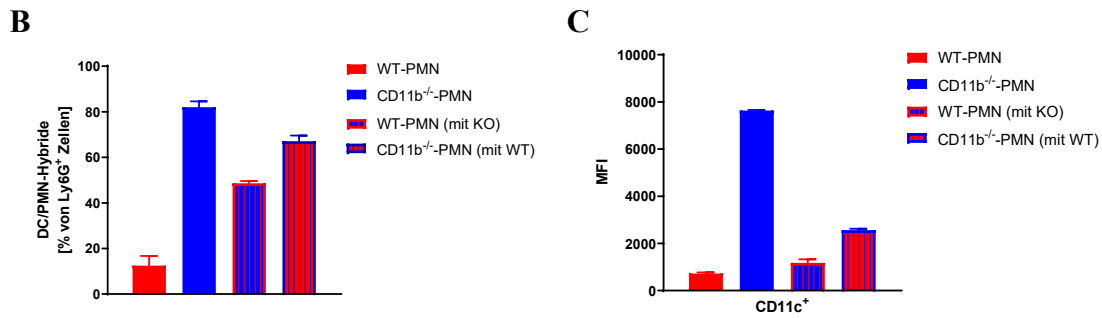 B
DC/PMN-Hybride
[% von Ly6G+ Zellen]
100
80
60
40
20
0
WT-PMN
CD11b-/--PMN
WT-PMN (mit KO)
CD11b-/--PMN (mit WT)
C
MFI
10000
8000
6000
4000
2000
0
CD11c+
WT-PMN
CD11b-/--PMN
WT-PMN (mit KO)
CD11b-/--PMN (mit WT)